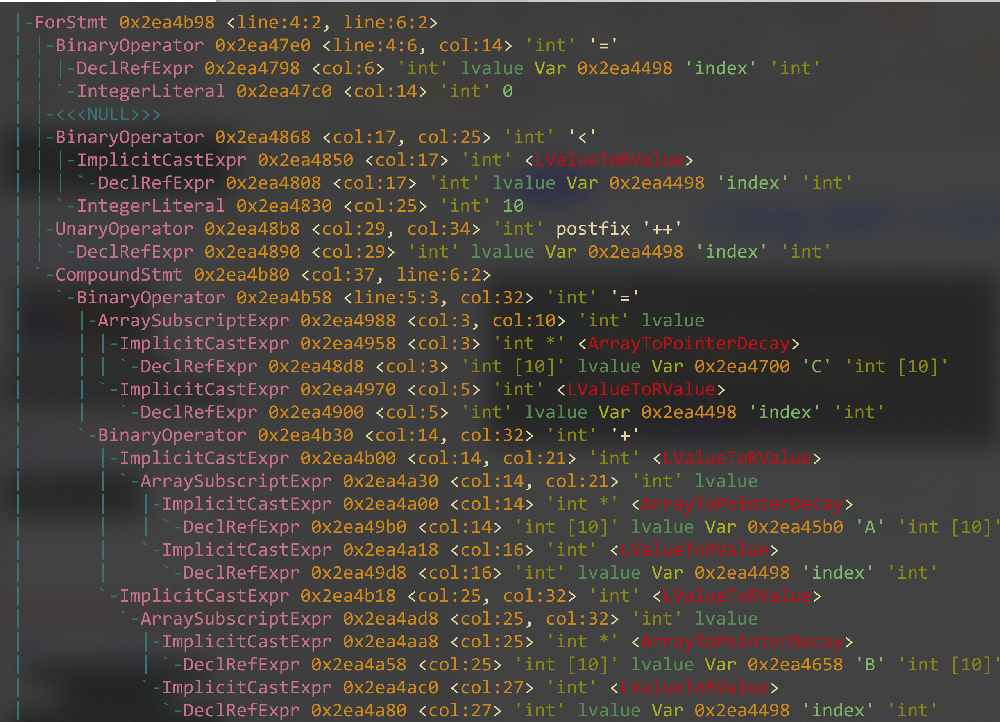 |-ForStmt 0x2ea4b98 <line:4:2, line:6:2>
| |-BinaryOperator 0x2ea47e0 <line:4:6, col:14> 'int' '='
| | |-DeclRefExpr 0x2ea4798 <col:6> 'int' lvalue Var 0x2ea4498 'index' 'int'
| | `-IntegerLiteral 0x2ea47c0 <col:14> 'int' 0
| |-<<<NULL>>>
| |-BinaryOperator 0x2ea4868 <col:17, col:25> 'int' '<'
| | |-ImplicitCastExpr 0x2ea4850 <col:17> 'int' <LValueToRValue>
| | | `-DeclRefExpr 0x2ea4808 <col:17> 'int' lvalue Var 0x2ea4498 'index' 'int'
| | `-IntegerLiteral 0x2ea4830 <col:25> 'int' 10
| |-UnaryOperator 0x2ea48b8 <col:29, col:34> 'int' postfix '++'
| | `-DeclRefExpr 0x2ea4890 <col:29> 'int' lvalue Var 0x2ea4498 'index' 'int'
| `-CompoundStmt 0x2ea4b80 <col:37, line:6:2>
|   `-BinaryOperator 0x2ea4b58 <line:5:3, col:32> 'int' '='
|     |-ArraySubscriptExpr 0x2ea4988 <col:3, col:10> 'int' lvalue
|     | |-ImplicitCastExpr 0x2ea4958 <col:3> 'int *' <ArrayToPointerDecay>
|     | | `-DeclRefExpr 0x2ea48d8 <col:3> 'int [10]' lvalue Var 0x2ea4700 'C' 'int [10]'
|     | `-ImplicitCastExpr 0x2ea4970 <col:5> 'int' <LValueToRValue>
|     |   `-DeclRefExpr 0x2ea4900 <col:5> 'int' lvalue Var 0x2ea4498 'index' 'int'
|     `-BinaryOperator 0x2ea4b30 <col:14, col:32> 'int' '+'
|       |-ImplicitCastExpr 0x2ea4b00 <col:14, col:21> 'int' <LValueToRValue>
|       | `-ArraySubscriptExpr 0x2ea4a30 <col:14, col:21> 'int' lvalue
|       |   |-ImplicitCastExpr 0x2ea4a00 <col:14> 'int *' <ArrayToPointerDecay>
|       |   | `-DeclRefExpr 0x2ea49b0 <col:14> 'int [10]' lvalue Var 0x2ea45b0 'A' 'int [10]'
|       |   `-ImplicitCastExpr 0x2ea4a18 <col:16> 'int' <LValueToRValue>
|       |     `-DeclRefExpr 0x2ea49d8 <col:16> 'int' lvalue Var 0x2ea4498 'index' 'int'
|       `-ImplicitCastExpr 0x2ea4b18 <col:25, col:32> 'int' <LValueToRValue>
|         `-ArraySubscriptExpr 0x2ea4ad8 <col:25, col:32> 'int' lvalue
|           |-ImplicitCastExpr 0x2ea4aa8 <col:25> 'int *' <ArrayToPointerDecay>
|           | `-DeclRefExpr 0x2ea4a58 <col:25> 'int [10]' lvalue Var 0x2ea4658 'B' 'int [10]'
|           `-ImplicitCastExpr 0x2ea4ac0 <col:27> 'int' <LValueToRValue>
|             `-DeclRefExpr 0x2ea4a80 <col:27> 'int' lvalue Var 0x2ea4498 'index' 'int'